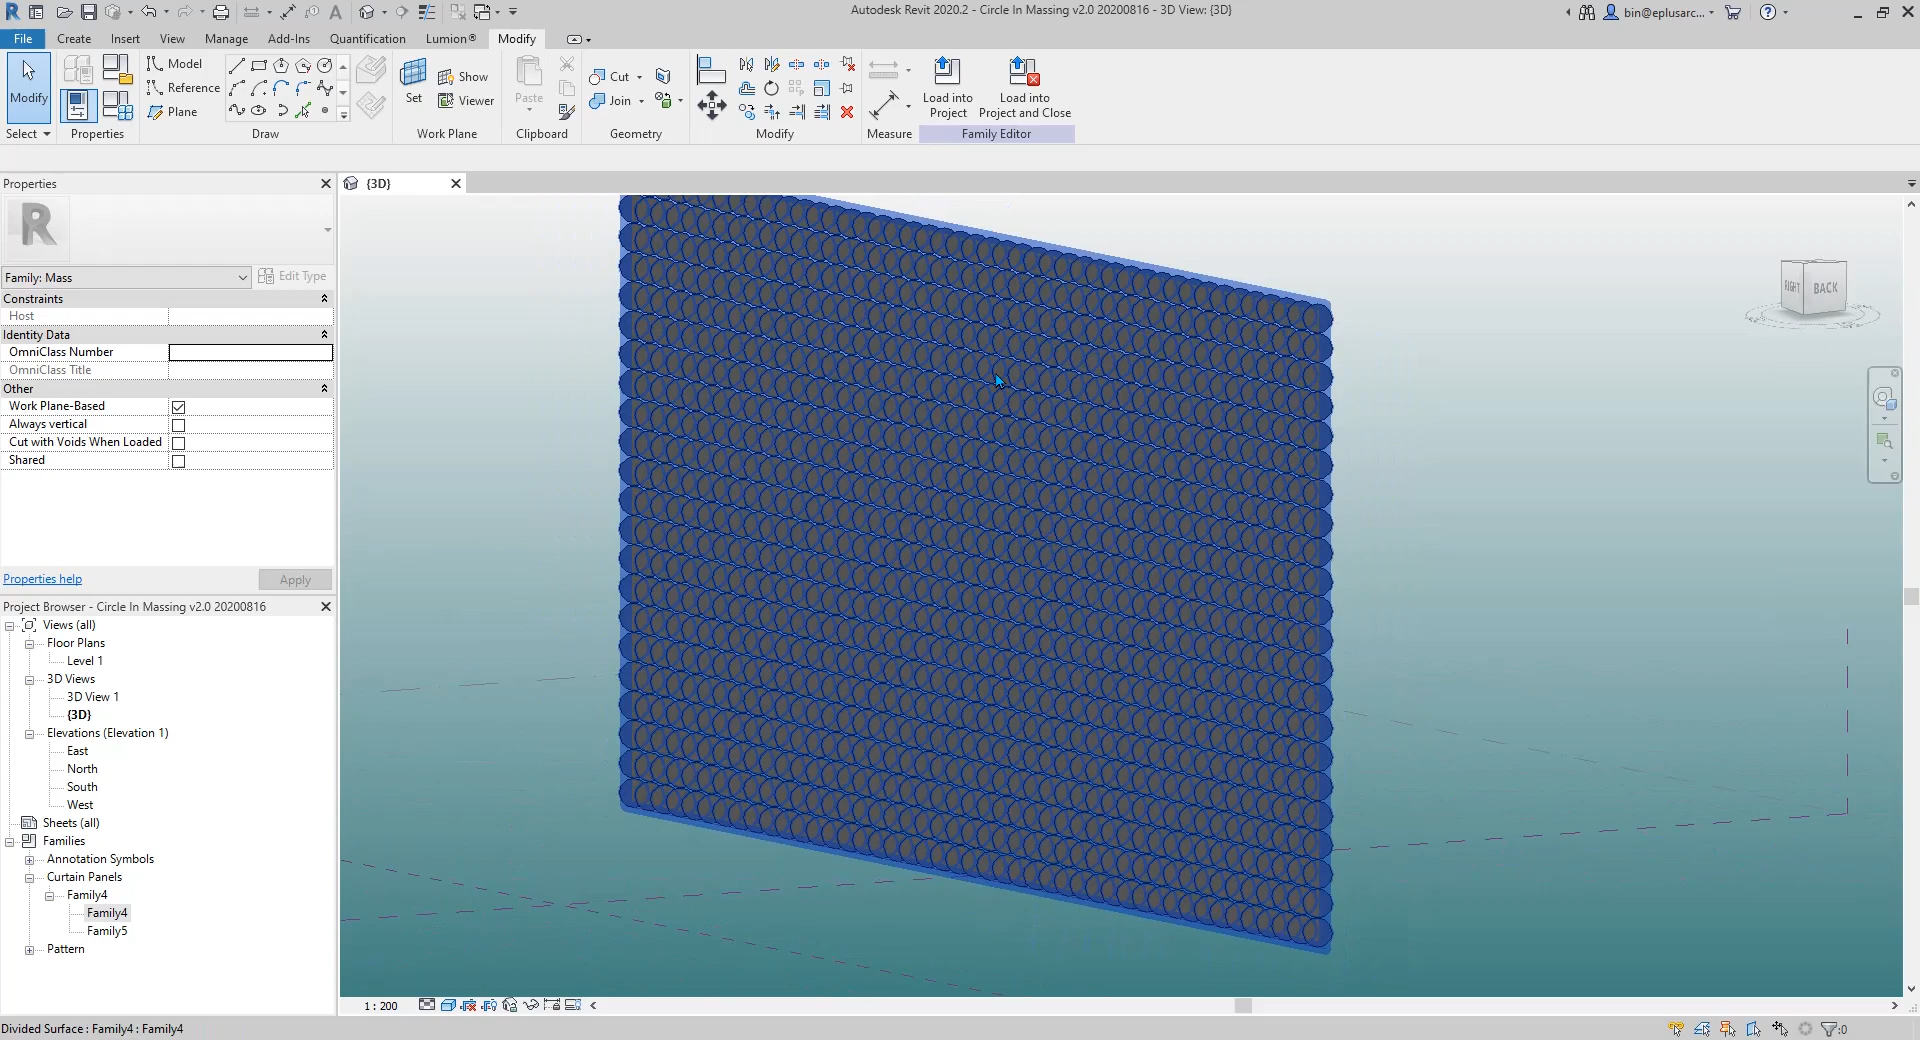 Autodesk Revit 2020.2 - Circle In Massing v2.0 20200816 - 3D View: {3D}
bin@eplusarc...
File
Create
Insert
View
Manage
Add-Ins
Quantification
Lumion®
Modify
Modify
Select
Properties
Model
Reference
Plane
Draw
Set
Show
Viewer
Work Plane
Paste
Clipboard
Cut
Join
Geometry
Modify
Measure
Load into
Project
Load into
Project and Close
Family Editor
Properties
{3D}
R
Family: Mass
Edit Type
Constraints
Host
Identity Data
OmniClass Number
OmniClass Title
Other
Work Plane-Based
Always vertical
Cut with Voids When Loaded
Shared
Properties help
Apply
RIGHT
BACK
Project Browser - Circle In Massing v2.0 20200816
Views (all)
Floor Plans
Level 1
3D Views
3D View 1
{3D}
Elevations (Elevation 1)
East
North
South
West
Sheets (all)
Families
Annotation Symbols
Curtain Panels
Family4
Family4
Family5
Pattern
1 : 200
Divided Surface : Family4 : Family4
:0